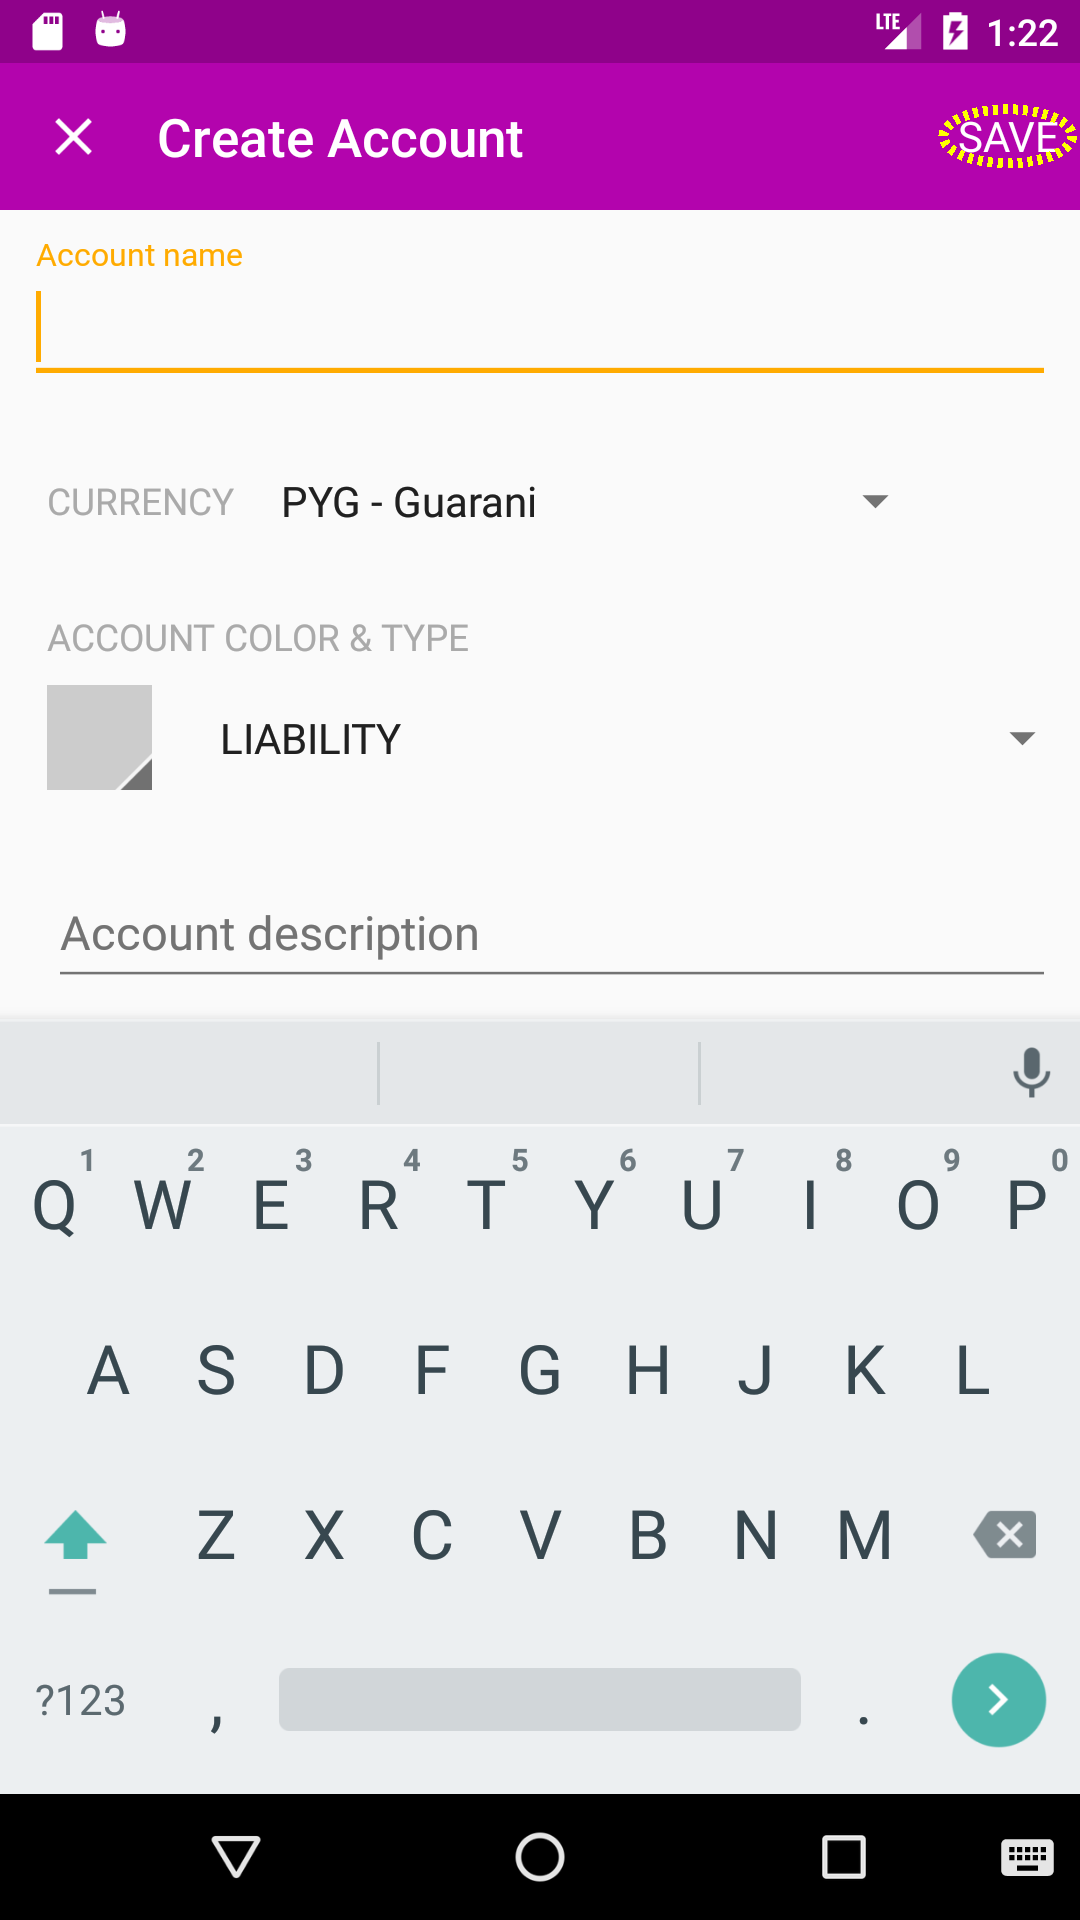 LTE 1:22
Create Account SAVE
Account name
CURRENCY PYG - Guarani
ACCOUNT COLOR & TYPE
LIABILITY
Account description
1 2 3 4 5 6 7 8 9 0
Q W E R T Y U I O P
A S D F G H J K L
Z X C V B N M
?123 , .